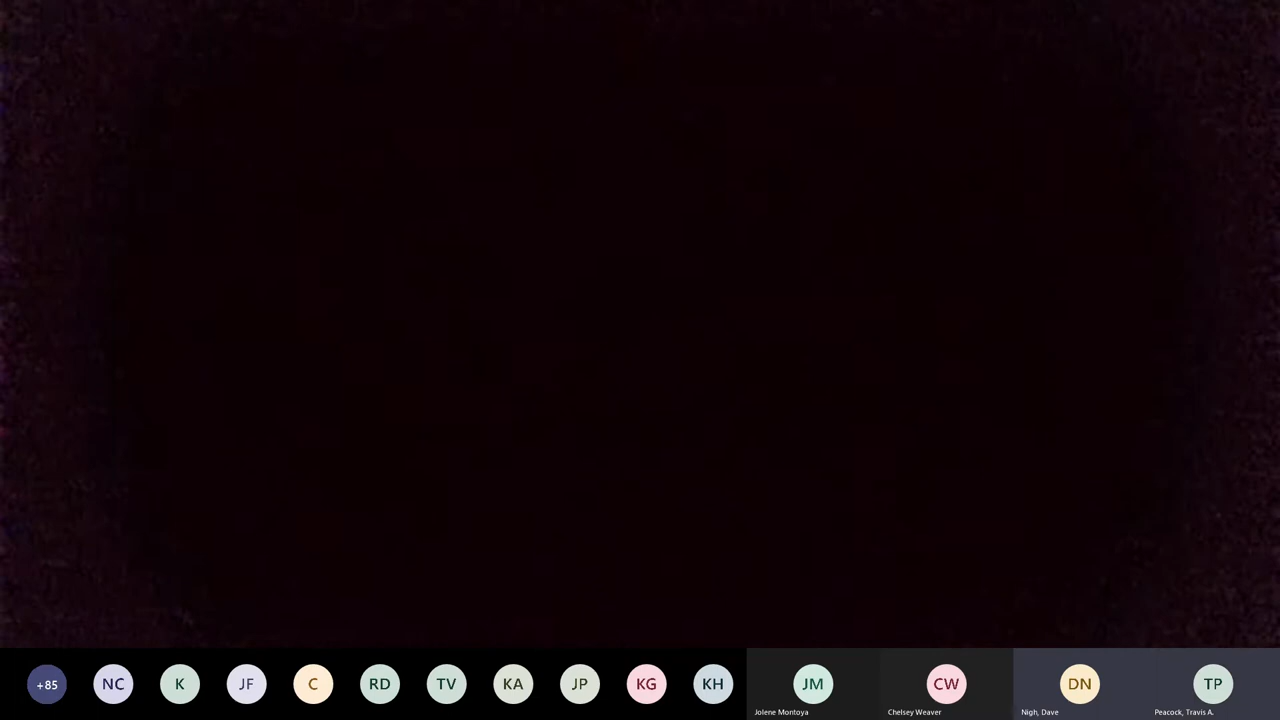 +85 NC K JF C RD TV KA JP KG KH JM CW DN TP
Jolene Montoya Chelsey Weaver Nigh, Dave Peacock, Travis A.